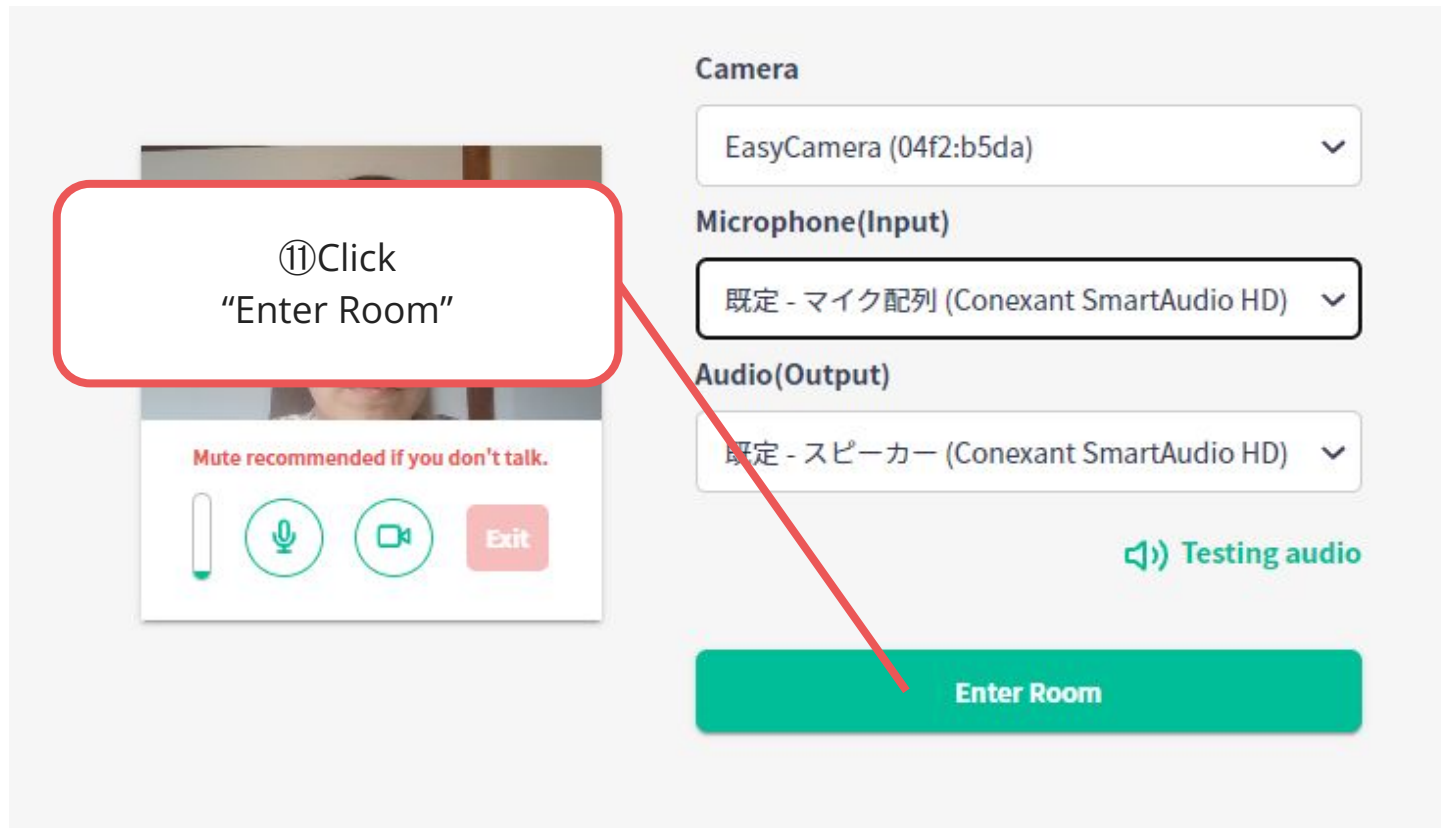 Camera
EasyCamera (04f2:b5da)
Microphone(Input)
⑪Click
“Enter Room”
既定 - マイク配列 (Conexant SmartAudio HD)
Audio(Output)
既定 - スピーカー (Conexant SmartAudio HD)
Mute recommended if you don't talk.
Exit
Testing audio
Enter Room